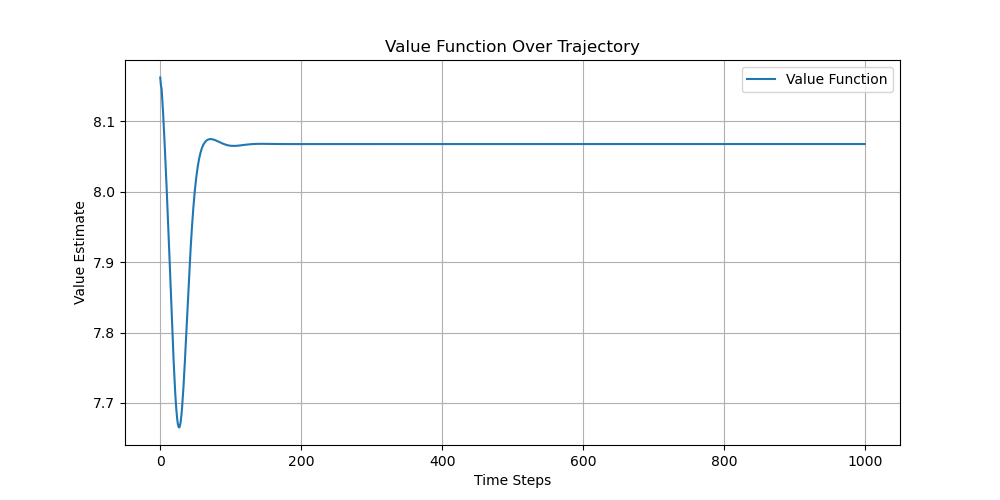 Value Function Over Trajectory
Value Function
8.1
8.0
7.9
7.8
7.7
Value Estimate
0 200 400 600 800 1000
Time Steps